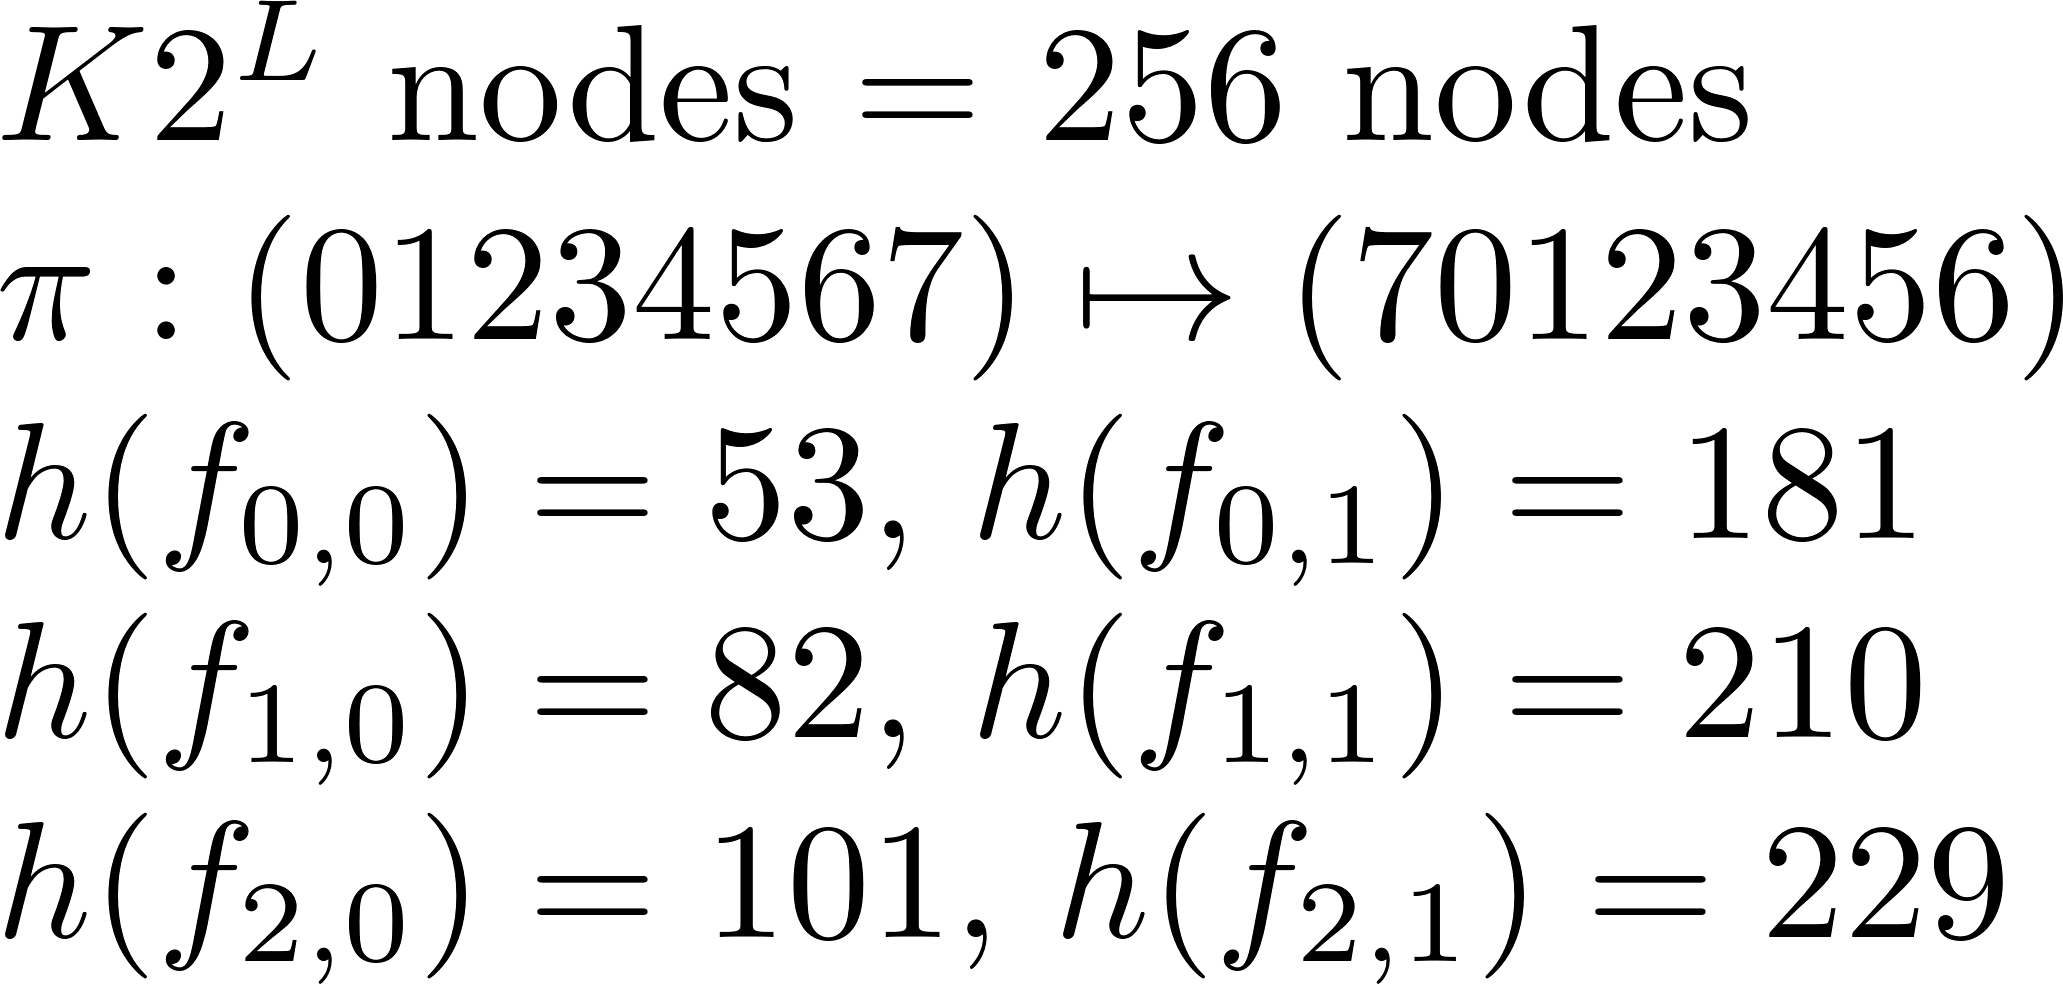 K2^L nodes = 256 nodes
π : (01234567) ↦ (70123456)
h(f_{0,0}) = 53, h(f_{0,1}) = 181
h(f_{1,0}) = 82, h(f_{1,1}) = 210
h(f_{2,0}) = 101, h(f_{2,1}) = 229